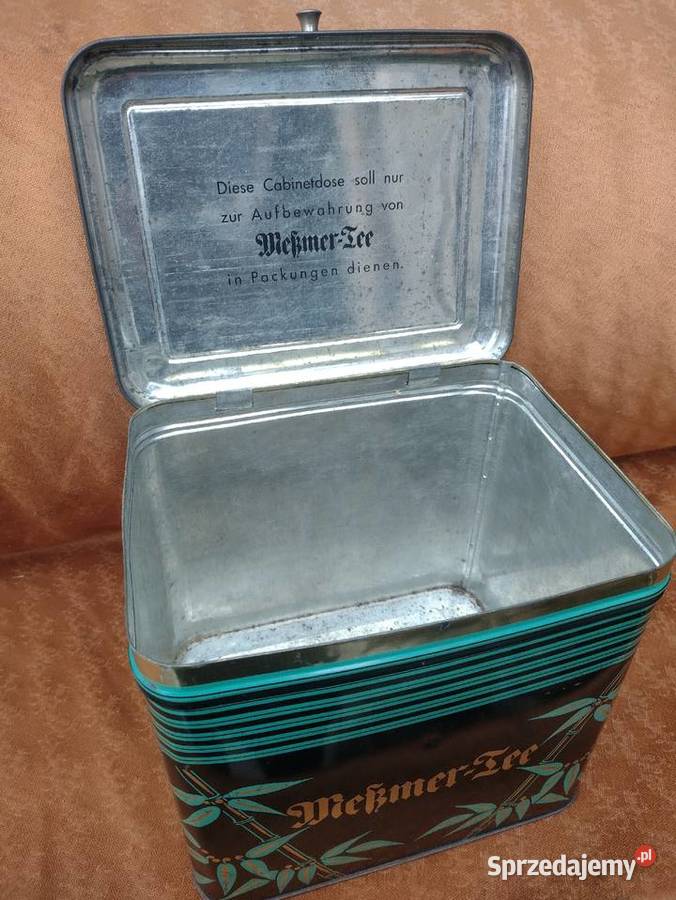 Diese Cabinetdose soll nur
zur Aufbewahrung von
Meßmer-Tee
in Packungen dienen.
Meßmer-Tee
Sprzedajemy.pl